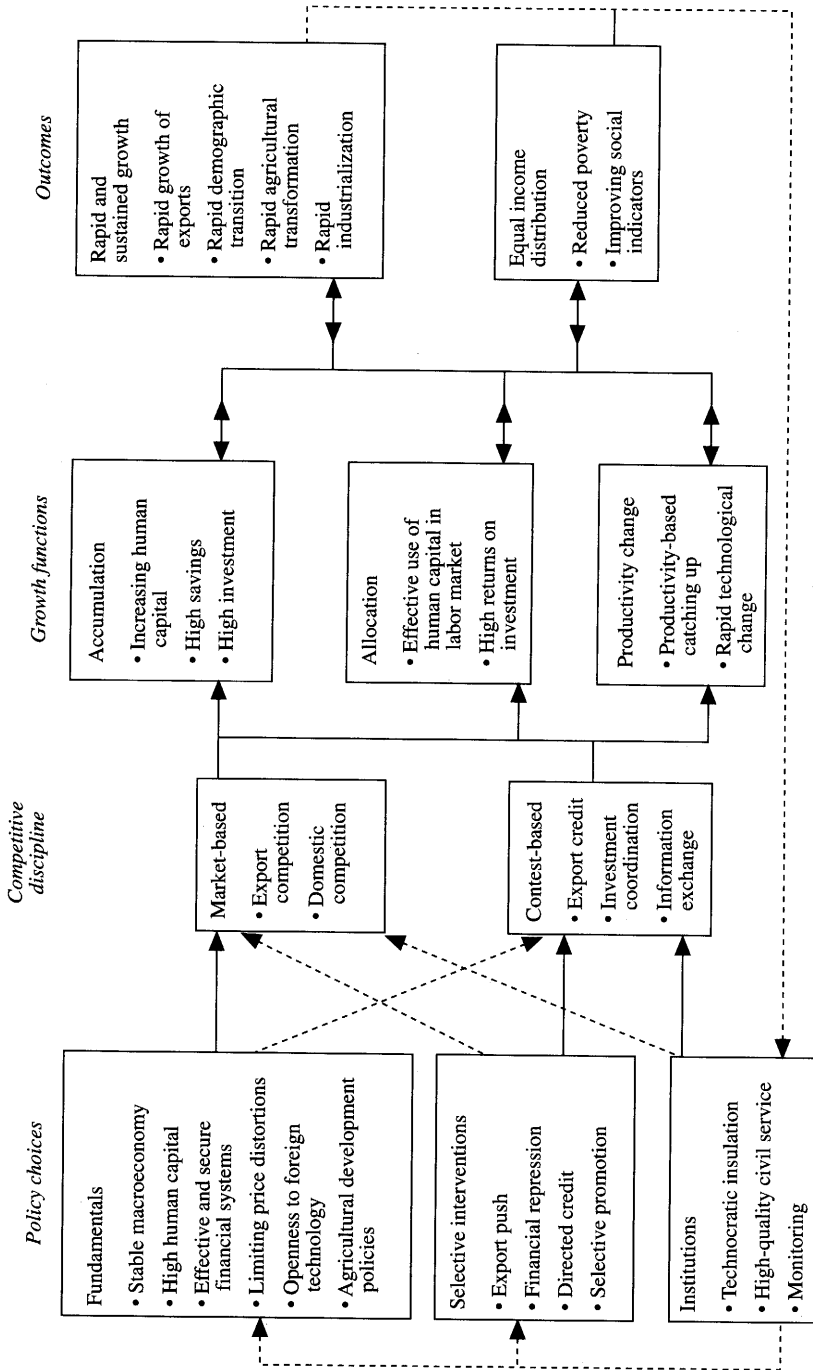 Policy choices
Fundamentals
• Stable macroeconomy
• High human capital
• Effective and secure
financial systems
• Limiting price distortions
• Openness to foreign
technology
• Agricultural development
policies
Selective interventions
• Export push
• Financial repression
• Directed credit
• Selective promotion
Institutions
• Technocratic insulation
• High-quality civil service
• Monitoring
Competitive
discipline
Market-based
• Export
competition
• Domestic
competition
Contest-based
• Export credit
• Investment
coordination
• Information
exchange
Growth functions
Accumulation
• Increasing human
capital
• High savings
• High investment
Allocation
• Effective use of
human capital in
labor market
• High returns on
investment
Productivity change
• Productivity-based
catching up
• Rapid technological
change
Outcomes
Rapid and
sustained growth
• Rapid growth of
exports
• Rapid demographic
transition
• Rapid agricultural
transformation
• Rapid
industrialization
Equal income
distribution
• Reduced poverty
• Improving social
indicators